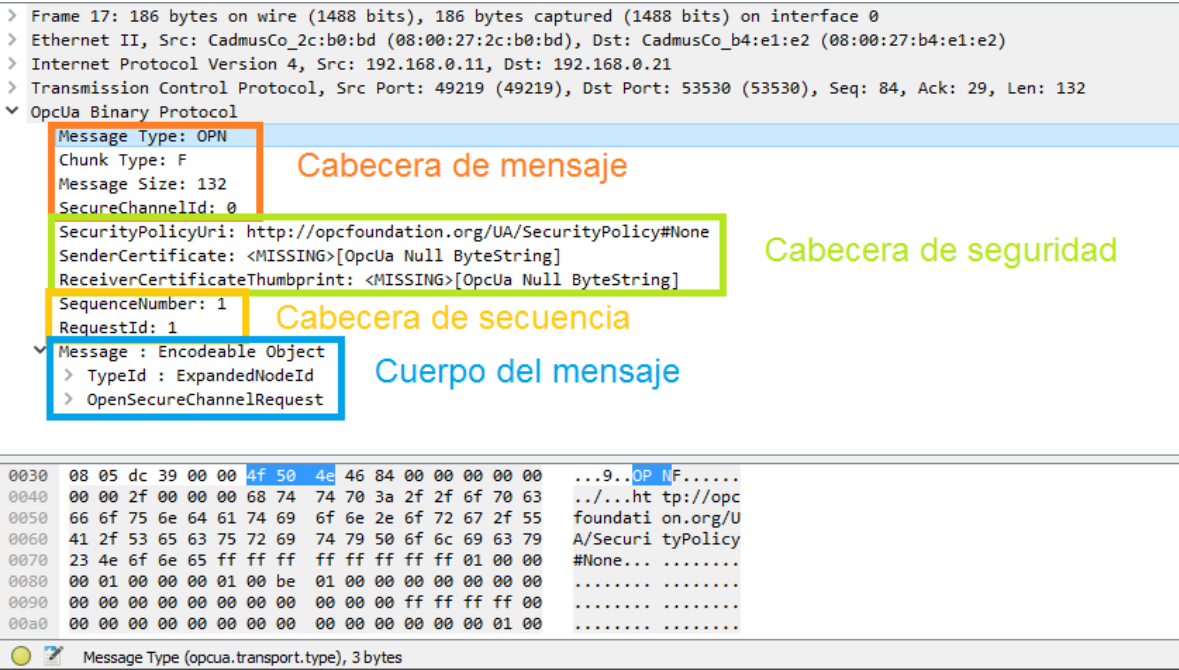 Frame 17: 186 bytes on wire (1488 bits), 186 bytes captured (1488 bits) on interface 0
Ethernet II, Src: CadmusCo_2c:b0:bd (08:00:27:2c:b0:bd), Dst: CadmusCo_b4:e1:e2 (08:00:27:b4:e1:e2)
Internet Protocol Version 4, Src: 192.168.0.11, Dst: 192.168.0.21
Transmission Control Protocol, Src Port: 49219 (49219), Dst Port: 53530 (53530), Seq: 84, Ack: 29, Len: 132
OpcUa Binary Protocol
Message Type: OPN
Chunk Type: F
Cabecera de mensaje
Message Size: 132
SecureChannelId: 0
SecurityPolicyUri: http://opcfoundation.org/UA/SecurityPolicy#None
SenderCertificate: <MISSING>[OpcUa Null ByteString]
Cabecera de seguridad
ReceiverCertificateThumbprint: <MISSING>[OpcUa Null ByteString]
SequenceNumber: 1
Cabecera de secuencia
RequestId: 1
Message : Encodeable Object
TypeId : ExpandedNodeId
Cuerpo del mensaje
OpenSecureChannelRequest
0030 08 05 dc 39 00 00 4f 50 4e 46 84 00 00 00 00 00 ...9..OP NF......
0040 00 00 2f 00 00 00 68 74 74 70 3a 2f 2f 6f 70 63 ../...ht tp://opc
0050 66 6f 75 6e 64 61 74 69 6f 6e 2e 6f 72 67 2f 55 foundati on.org/U
0060 41 2f 53 65 63 75 72 69 74 79 50 6f 6c 69 63 79 A/Securi tyPolicy
0070 23 4e 6f 6e 65 ff ff ff ff ff ff ff ff 01 00 00 #None... ........
0080 00 01 00 00 00 01 00 be 01 00 00 00 00 00 00 00 ........ ........
0090 00 00 00 00 00 00 00 00 00 00 00 ff ff ff ff 00 ........ ........
00a0 00 00 00 00 00 00 00 00 00 00 00 00 00 00 01 00 ........ ........
Message Type (opcua.transport.type), 3 bytes